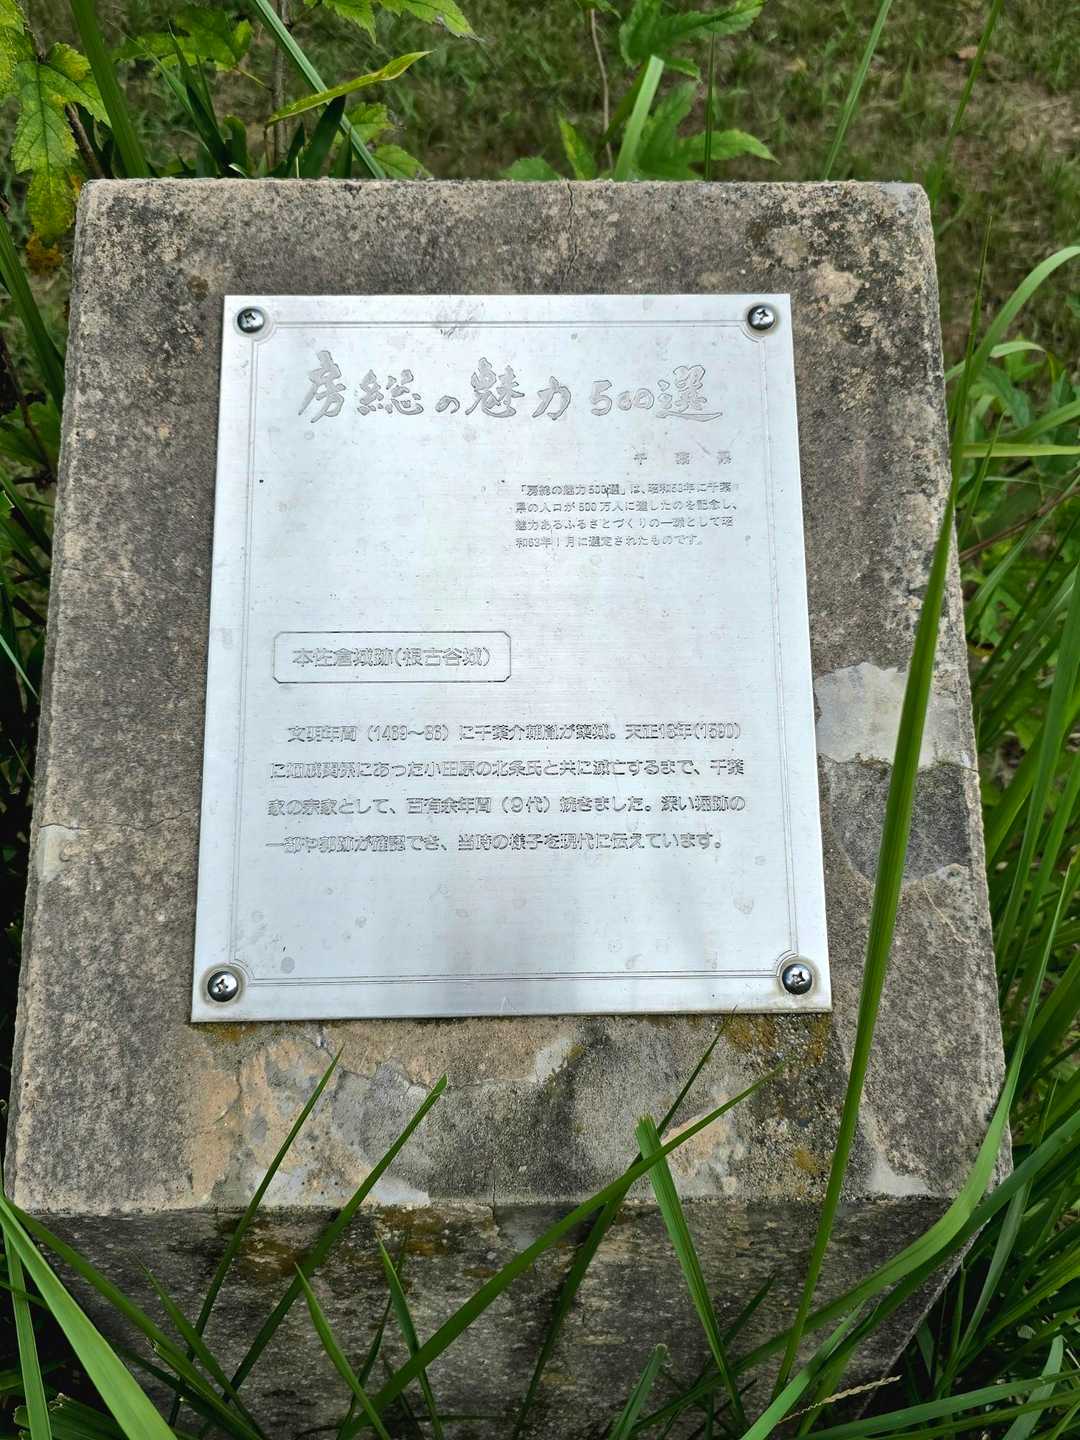 房総の魅力500選
千葉県
「房総の魅力500選」は、昭和58年に千葉
県の人口が500万人に達したのを記念し、
魅力あるふるさとづくりの一環として昭
和63年1月に選定されたものです。
本佐倉城跡(根古谷城)
文明年間(1469〜86)に千葉介輔胤が築城。天正18年(1590)
に姻戚関係にあった小田原の北条氏と共に滅亡するまで、千葉
家の宗家として、百有余年間(9代)続きました。深い堀跡の
一部や郭跡が確認でき、当時の様子を現代に伝えています。